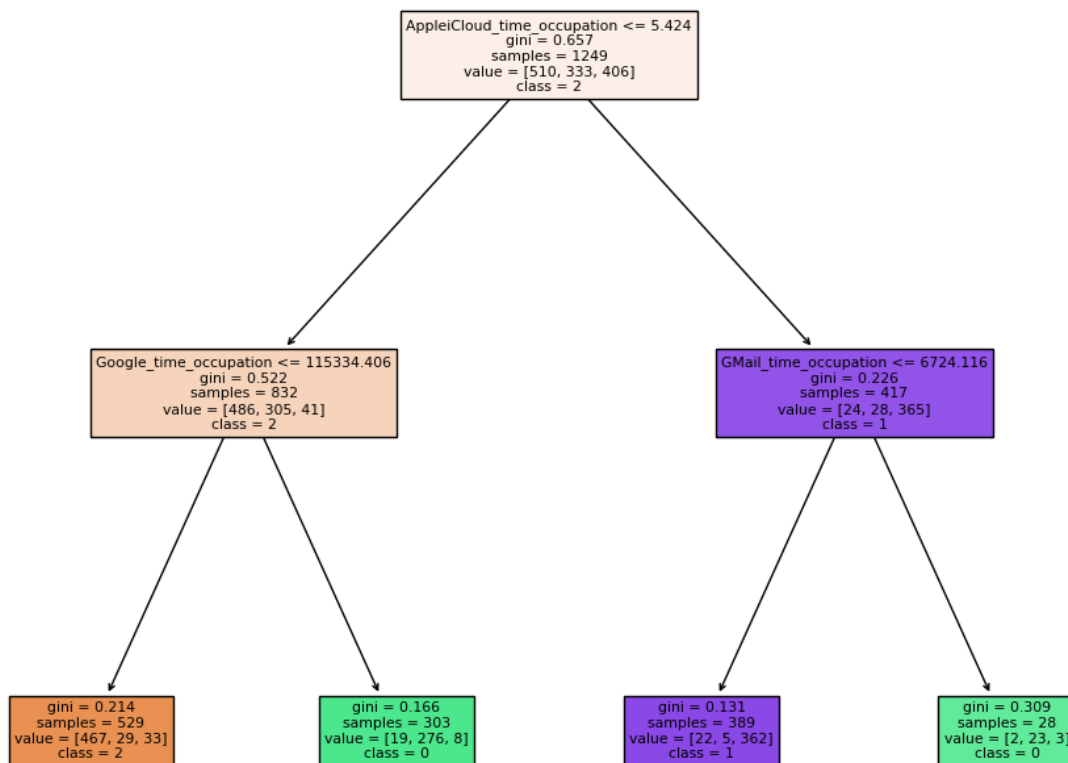 AppleiCloud_time_occupation <= 5.424
gini = 0.657
samples = 1249
value = [510, 333, 406]
class = 2
Google_time_occupation <= 115334.406
gini = 0.522
samples = 832
value = [486, 305, 41]
class = 2
GMail_time_occupation <= 6724.116
gini = 0.226
samples = 417
value = [24, 28, 365]
class = 1
gini = 0.214
samples = 529
value = [467, 29, 33]
class = 2
gini = 0.166
samples = 303
value = [19, 276, 8]
class = 0
gini = 0.131
samples = 389
value = [22, 5, 362]
class = 1
gini = 0.309
samples = 28
value = [2, 23, 3]
class = 0